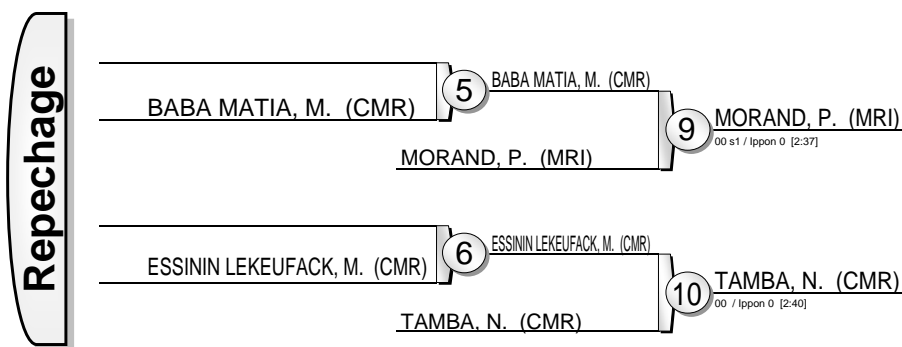 Repechage
BABA MATIA, M. (CMR)
5
BABA MATIA, M. (CMR)
MORAND, P. (MRI)
9
MORAND, P. (MRI)
00 s1 / Ippon 0 [2:37]
ESSININ LEKEUFACK, M. (CMR)
6
ESSININ LEKEUFACK, M. (CMR)
TAMBA, N. (CMR)
10
TAMBA, N. (CMR)
00 / Ippon 0 [2:40]